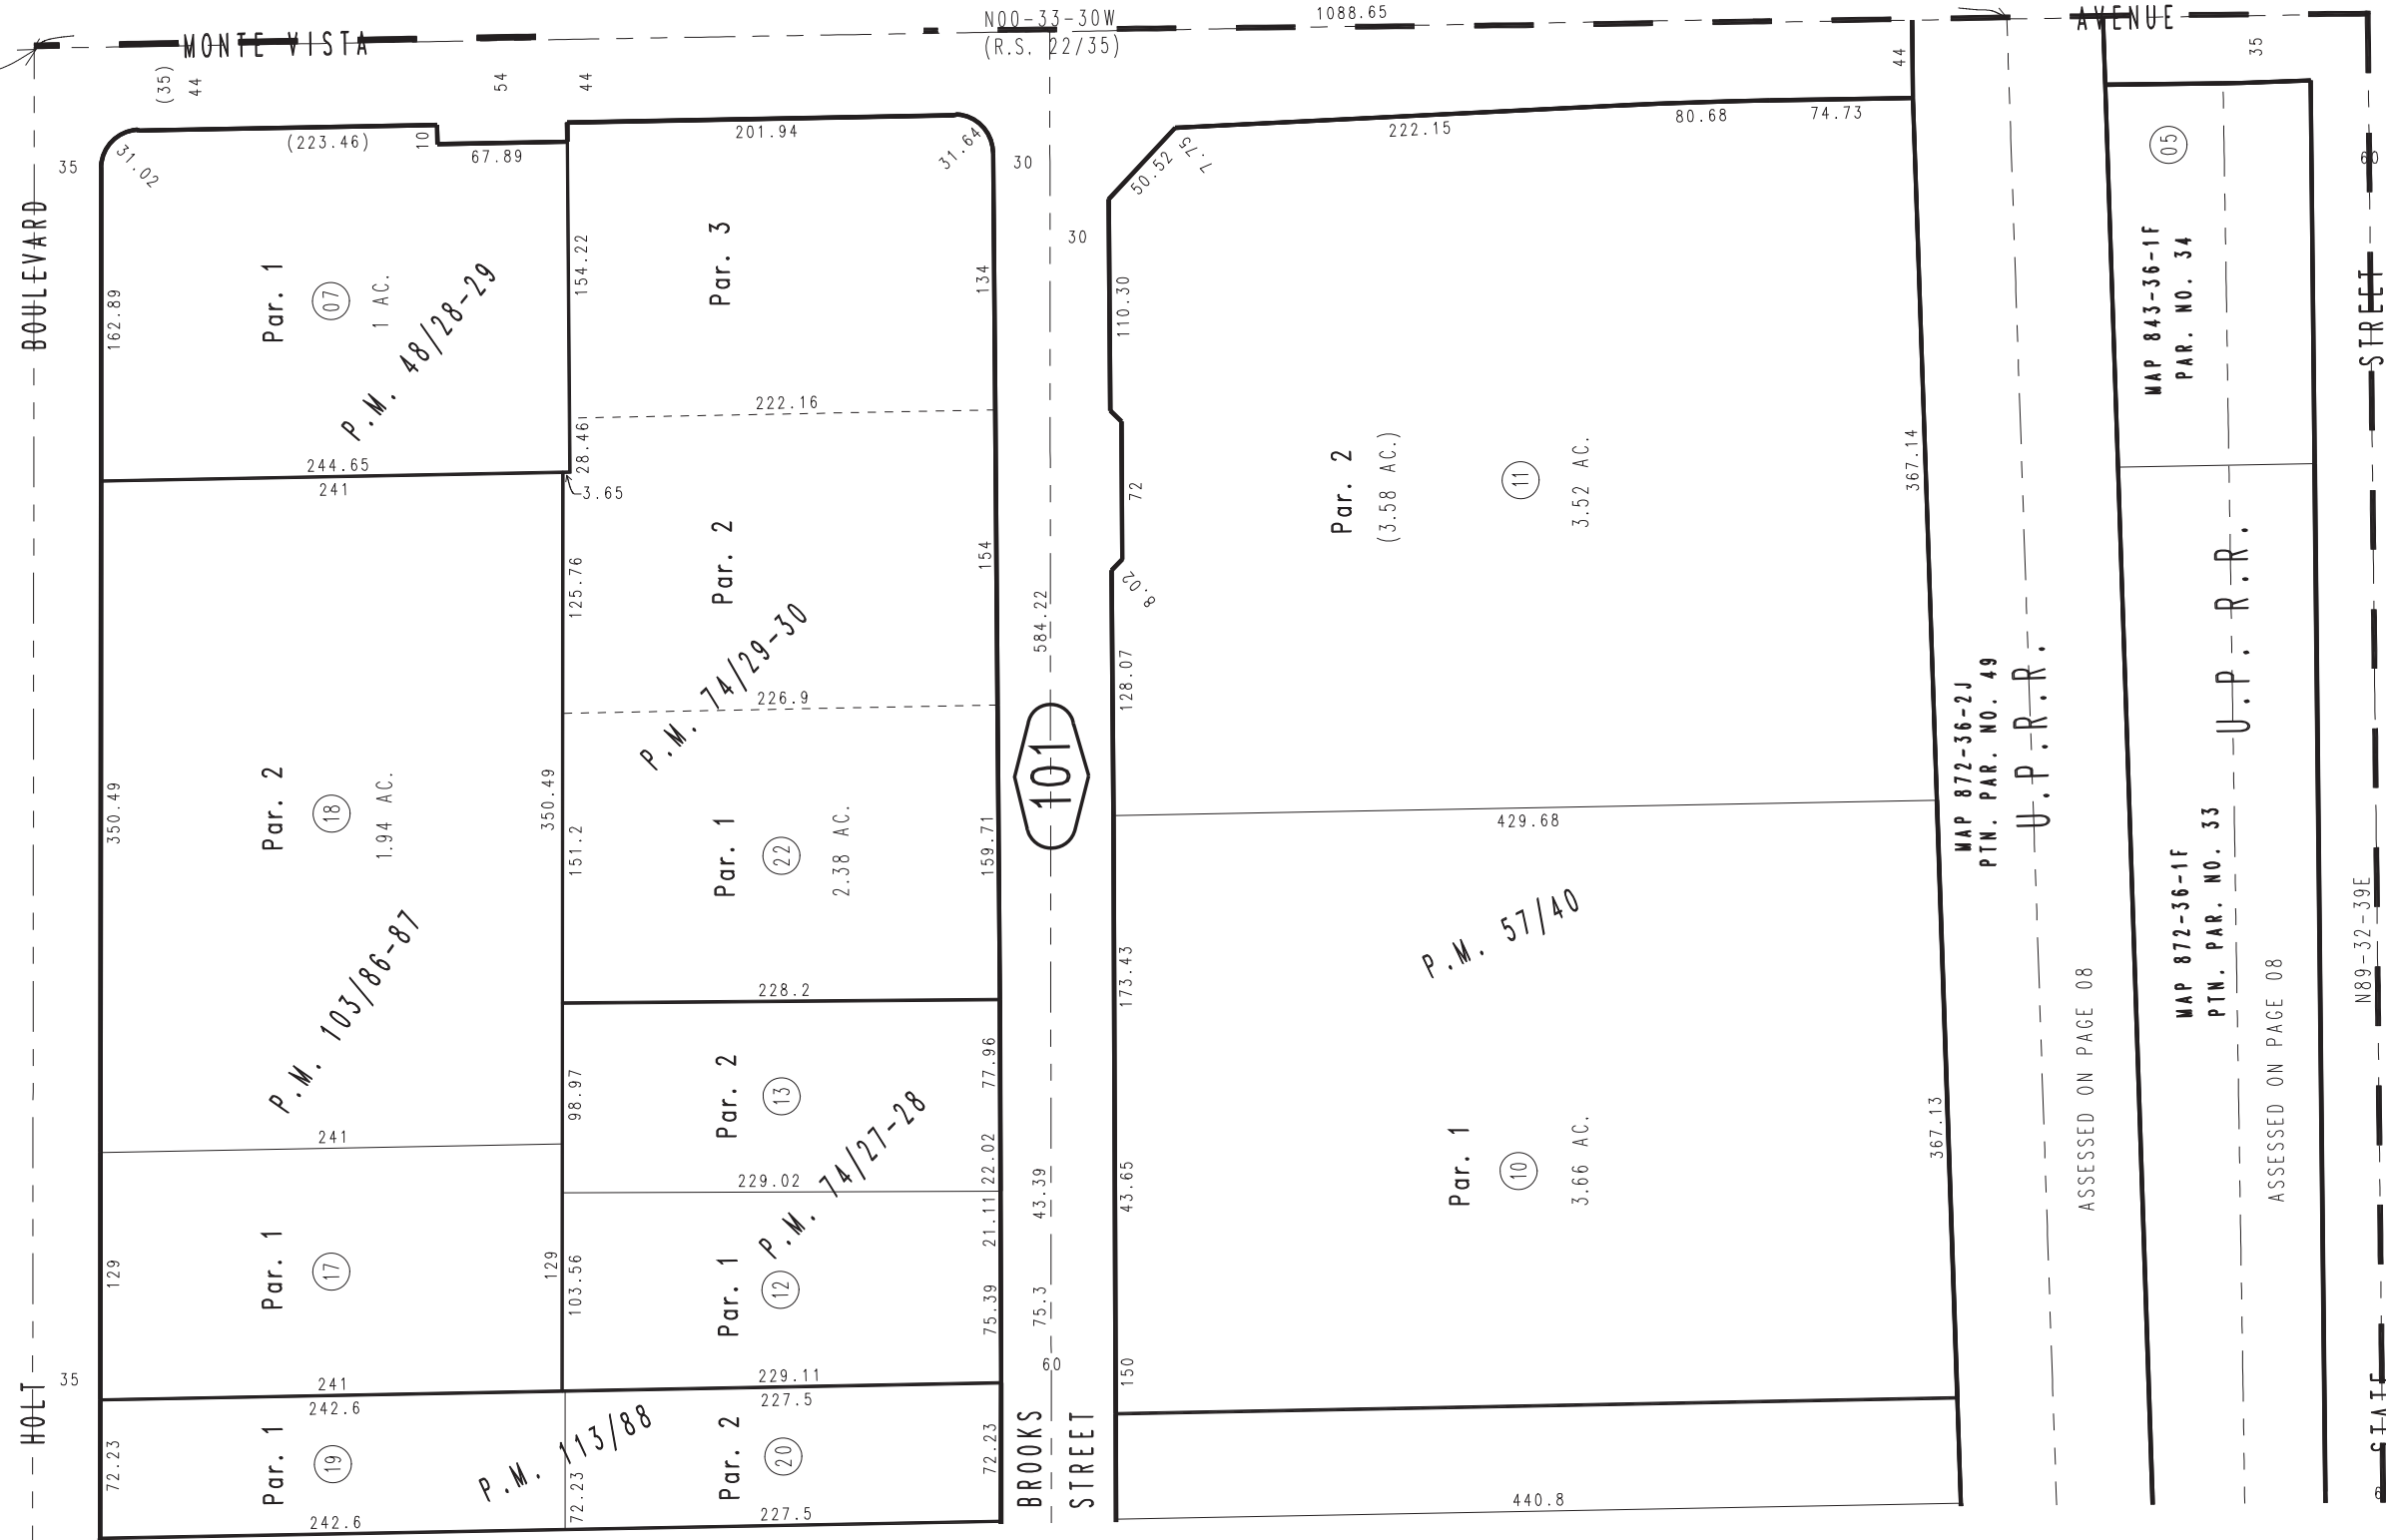 N00-33-30W
1088.65
MONTE VISTA
(R.S. 22/35)
AVENUE
(35)
44
54
44
44
35
35
31.02
(223.46)
10
67.89
201.94
31.64
30
50.52
7.75
222.15
80.68
74.73
05
60
BOULEVARD
162.89
Par. 1
07
1 AC.
P.M. 48/28-29
154.22
Par. 3
134
30
110.30
MAP 843-36-1F
PAR. NO. 34
STREET
222.16
244.65
241
28.46
3.65
72
Par. 2
(3.58 AC.)
11
3.52 AC.
367.14
125.76
Par. 2
154
584.22
8.02
P.M. 74/29-30
226.9
128.07
MAP 872-36-2J
PTN. PAR. NO. 49
U.P.R.R.
U.P. R.R.
350.49
Par. 2
18
1.94 AC.
350.49
151.2
Par. 1
22
2.38 AC.
159.71
101
429.68
P.M. 103/86-87
228.2
173.43
P.M. 57/40
MAP 872-36-1F
PTN. PAR. NO. 33
N89-32-39E
ASSESSED ON PAGE 08
ASSESSED ON PAGE 08
98.97
Par. 2
13
77.96
241
229.02
22.02
P.M. 74/27-28
43.39
43.65
Par. 1
10
3.66 AC.
367.13
129
Par. 1
17
129
103.56
Par. 1
12
21.11
75.39
75.3
60
150
35
241
229.11
242.6
227.5
HOLT
72.23
Par. 1
19
P.M. 113/88
72.23
Par. 2
20
72.23
BROOKS
STREET
STATE
242.6
227.5
440.8